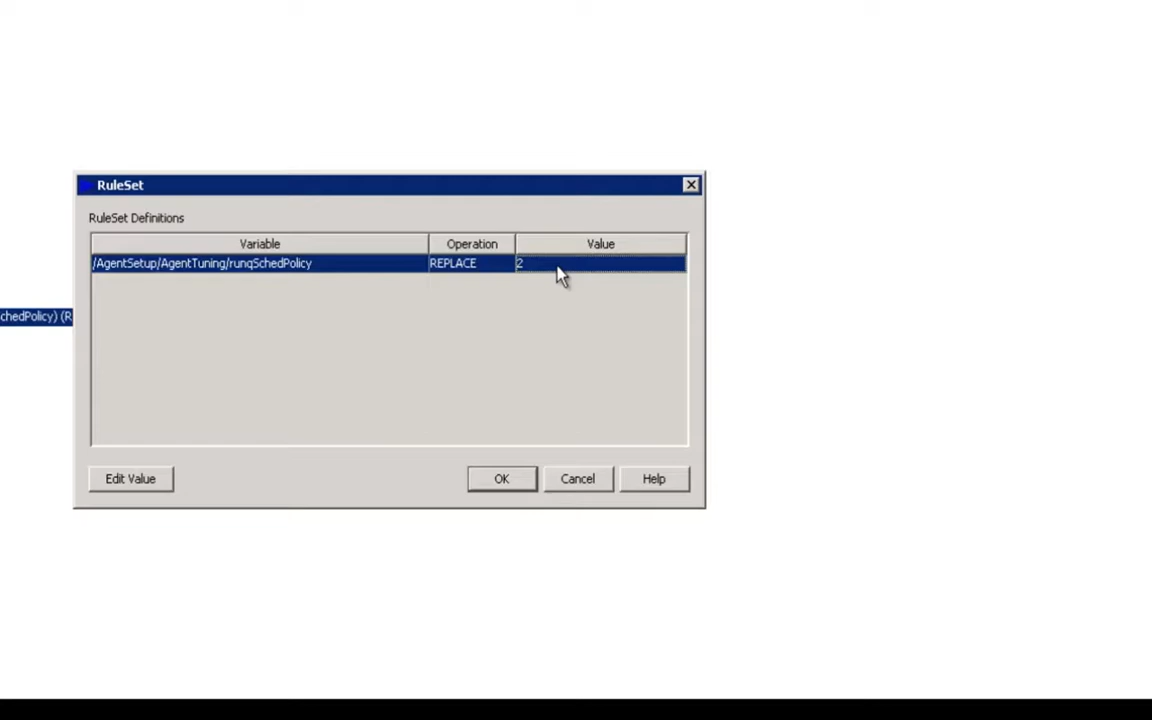 RuleSet
RuleSet Definitions
Variable Operation Value
/AgentSetup/AgentTuning/runqSchedPolicy REPLACE 2
chedPolicy) (R
Edit Value OK Cancel Help